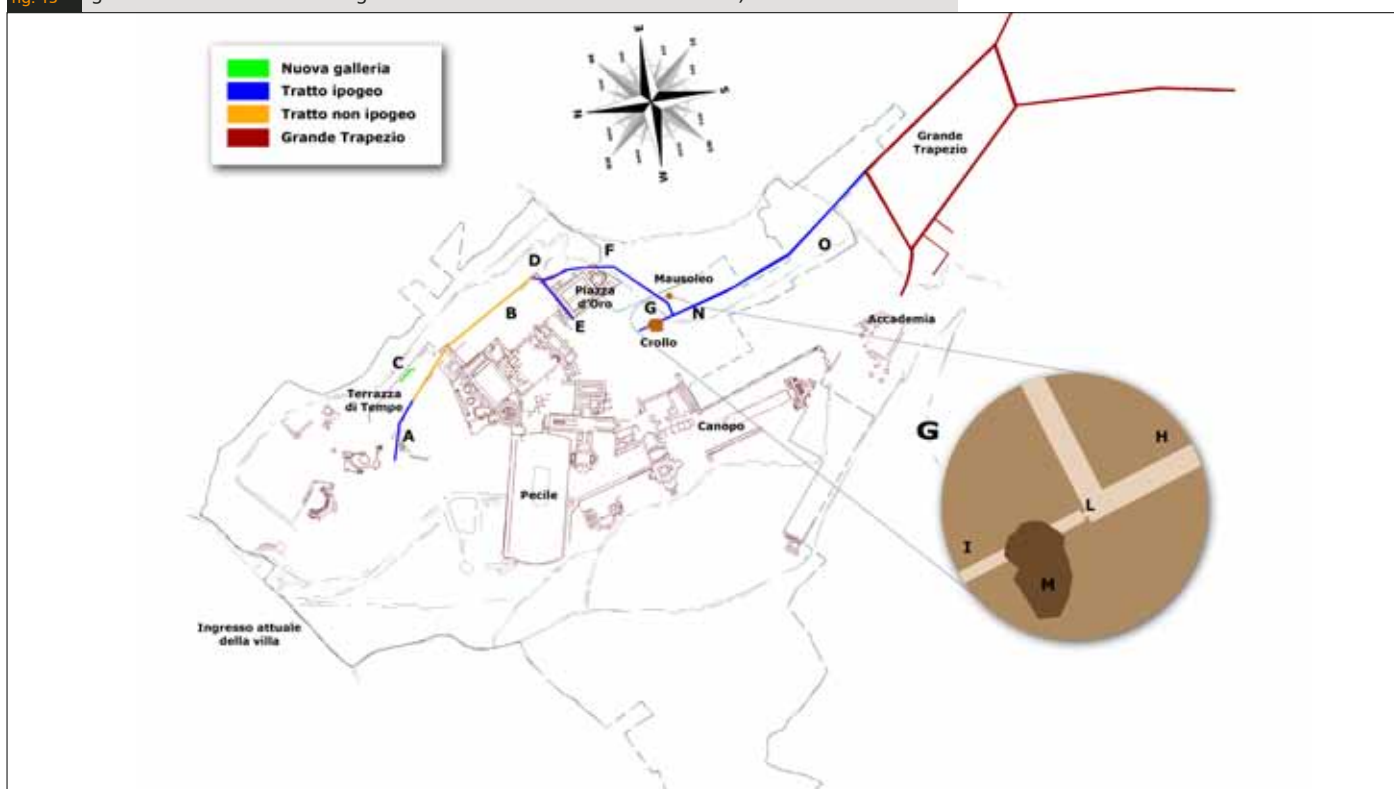 Nuova galleria
Tratto ipogeo
Tratto non ipogeo
Grande Trapezio
E
S
N
W
Grande
Trapezio
O
F
D
Mausoleo
Piazza
d'Oro
B
G
N
E
Accademia
Crollo
C
Terrazza
di Tempe
A
Canopo
G
H
Pecile
L
I
M
Ingresso attuale
della villa